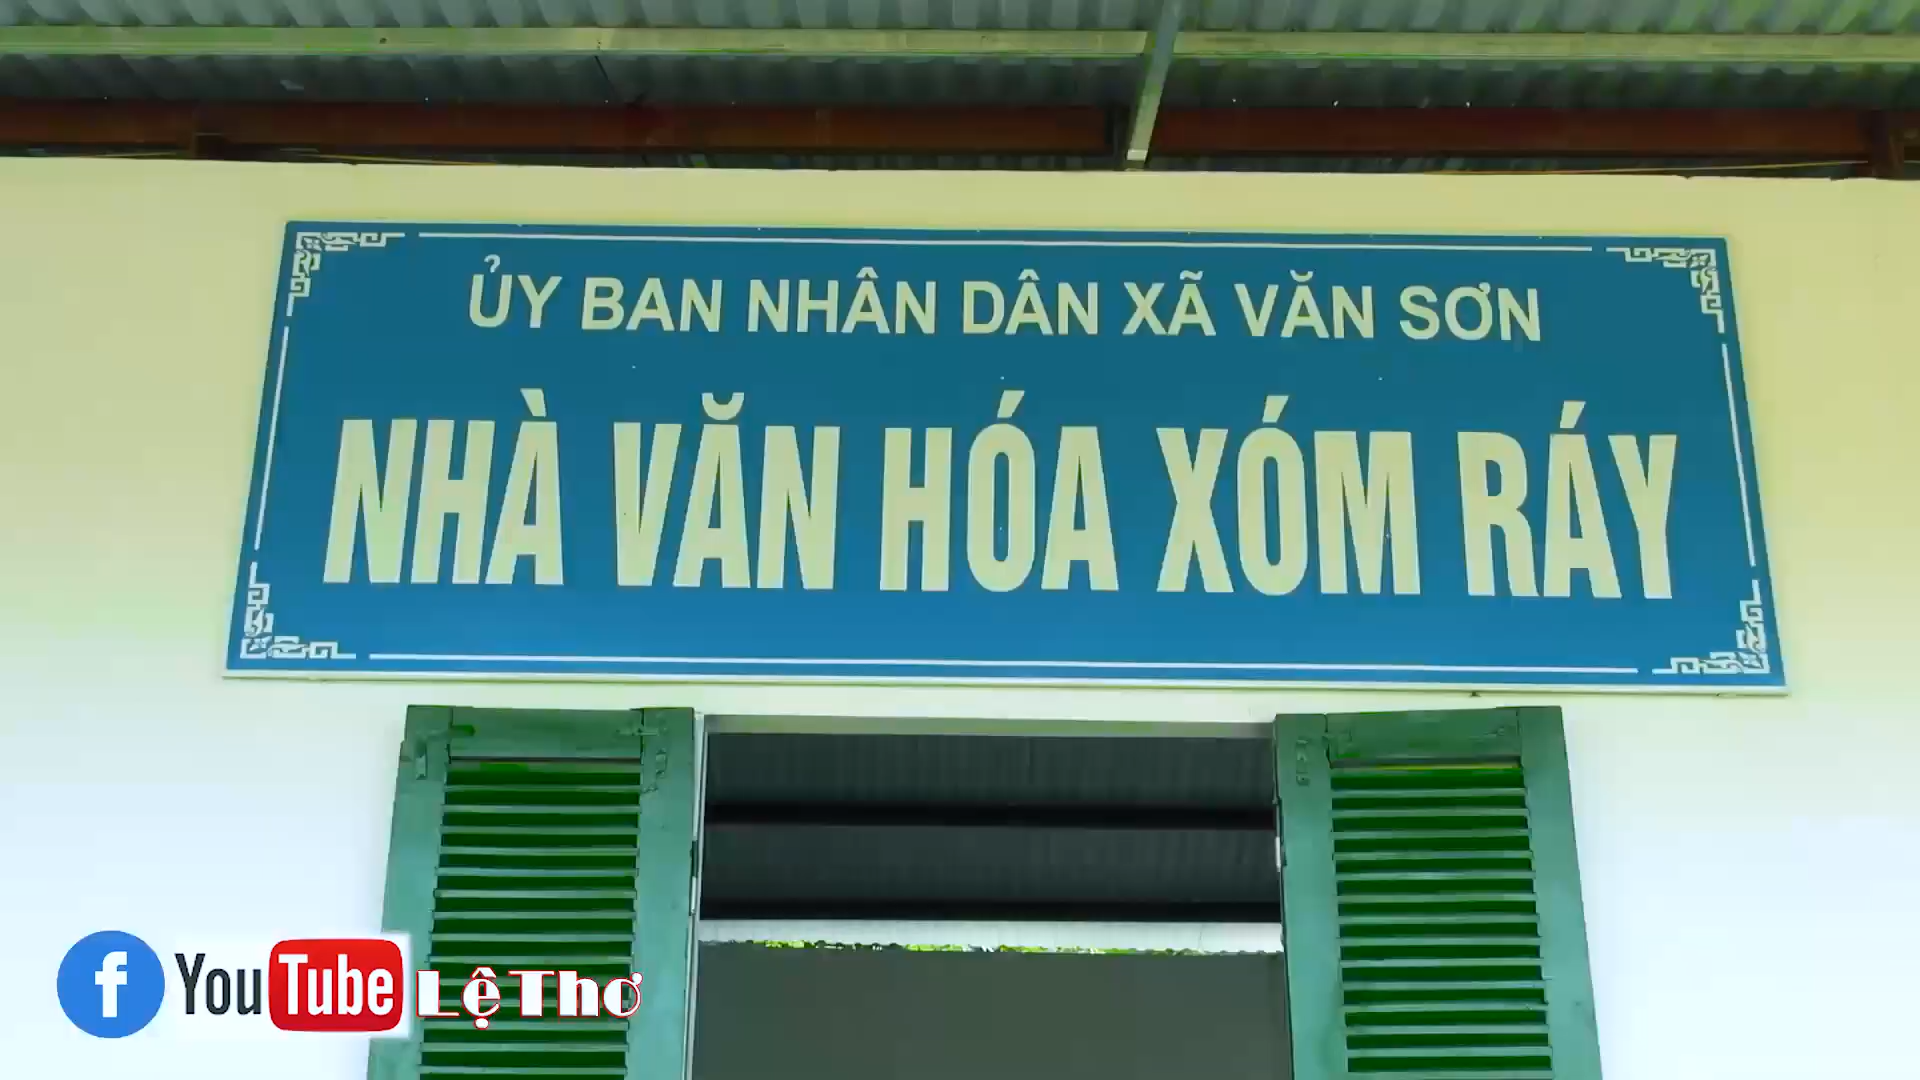 ỦY BAN NHÂN DÂN XÃ VĂN SƠN
NHÀ VĂN HÓA XÓM RÁY
f YouTube Lệ Thơ